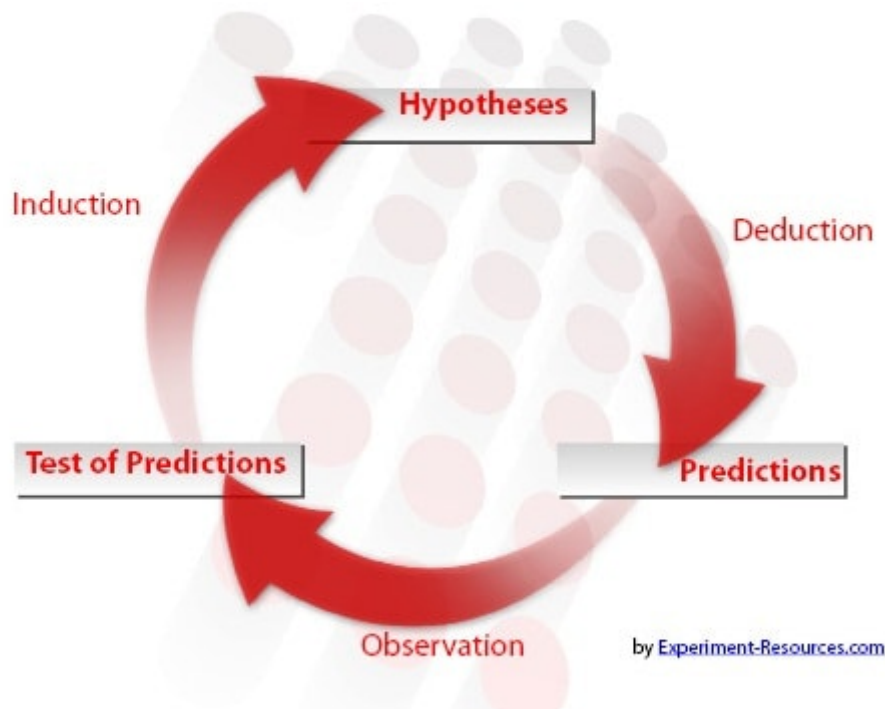 Hypotheses
Induction
Deduction
Test of Predictions
Predictions
Observation
by Experiment-Resources.com